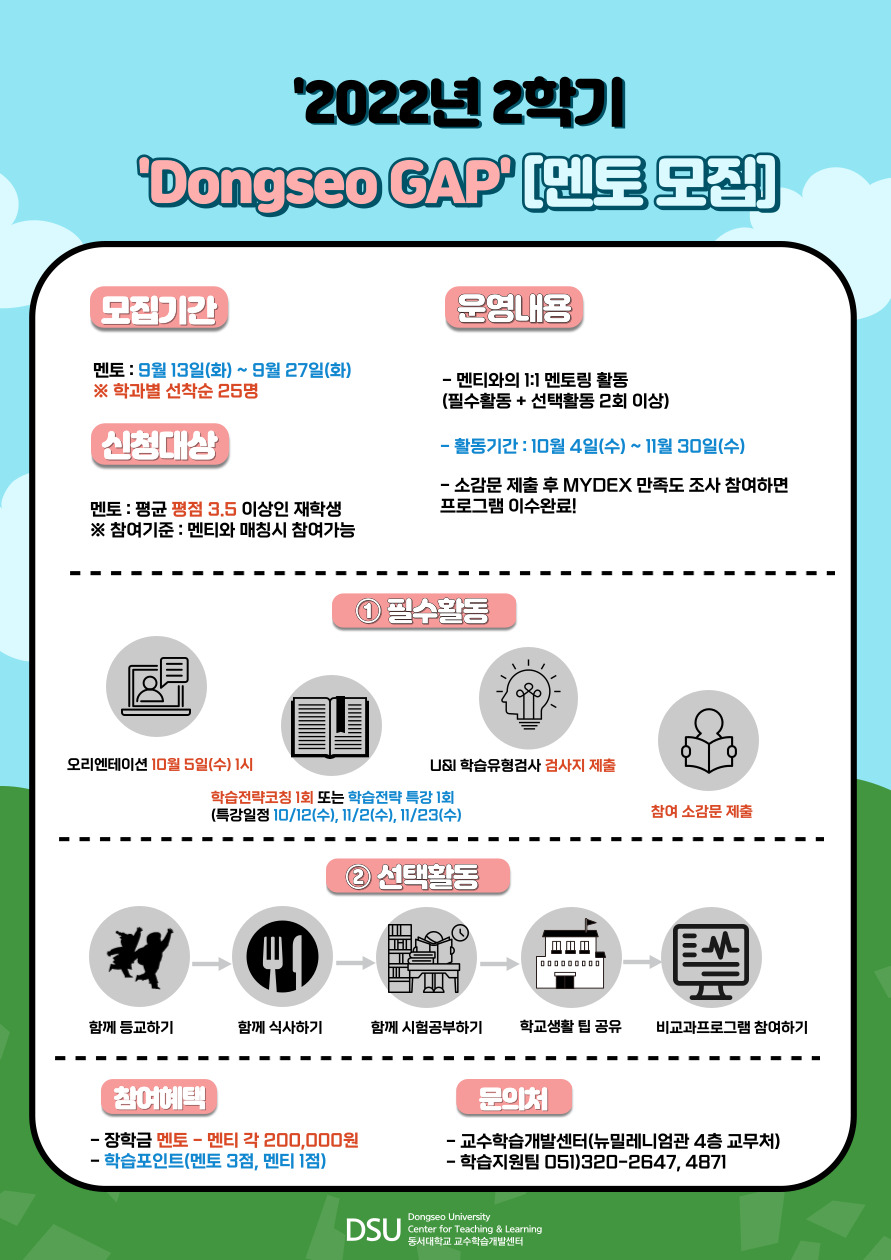 '2022년 2학기
'Dongseo GAP' [멘토 모집]
모집기간
멘토 : 9월 13일(화) ~ 9월 27일(화)
※ 학과별 선착순 25명
신청대상
멘토 : 평균 평점 3.5 이상인 재학생
※ 참여기준 : 멘티와 매칭시 참여가능
운영내용
- 멘티와의 1:1 멘토링 활동
(필수활동 + 선택활동 2회 이상)
- 활동기간 : 10월 4일(수) ~ 11월 30일(수)
- 소감문 제출 후 MYDEX 만족도 조사 참여하면
프로그램 이수완료!
① 필수활동
오리엔테이션 10월 5일(수) 1시
학습전략코칭 1회 또는 학습전략 특강 1회
(특강일정 10/12(수), 11/2(수), 11/23(수)
U&I 학습유형검사 검사지 제출
참여 소감문 제출
② 선택활동
함께 등교하기
함께 식사하기
함께 시험공부하기
학교생활 팁 공유
비교과프로그램 참여하기
참여혜택
- 장학금 멘토 - 멘티 각 200,000원
- 학습포인트(멘토 3점, 멘티 1점)
문의처
- 교수학습개발센터(뉴밀레니엄관 4층 교무처)
- 학습지원팀 051)320-2647, 4871
DSU
Dongseo University
Center for Teaching & Learning
동서대학교 교수학습개발센터